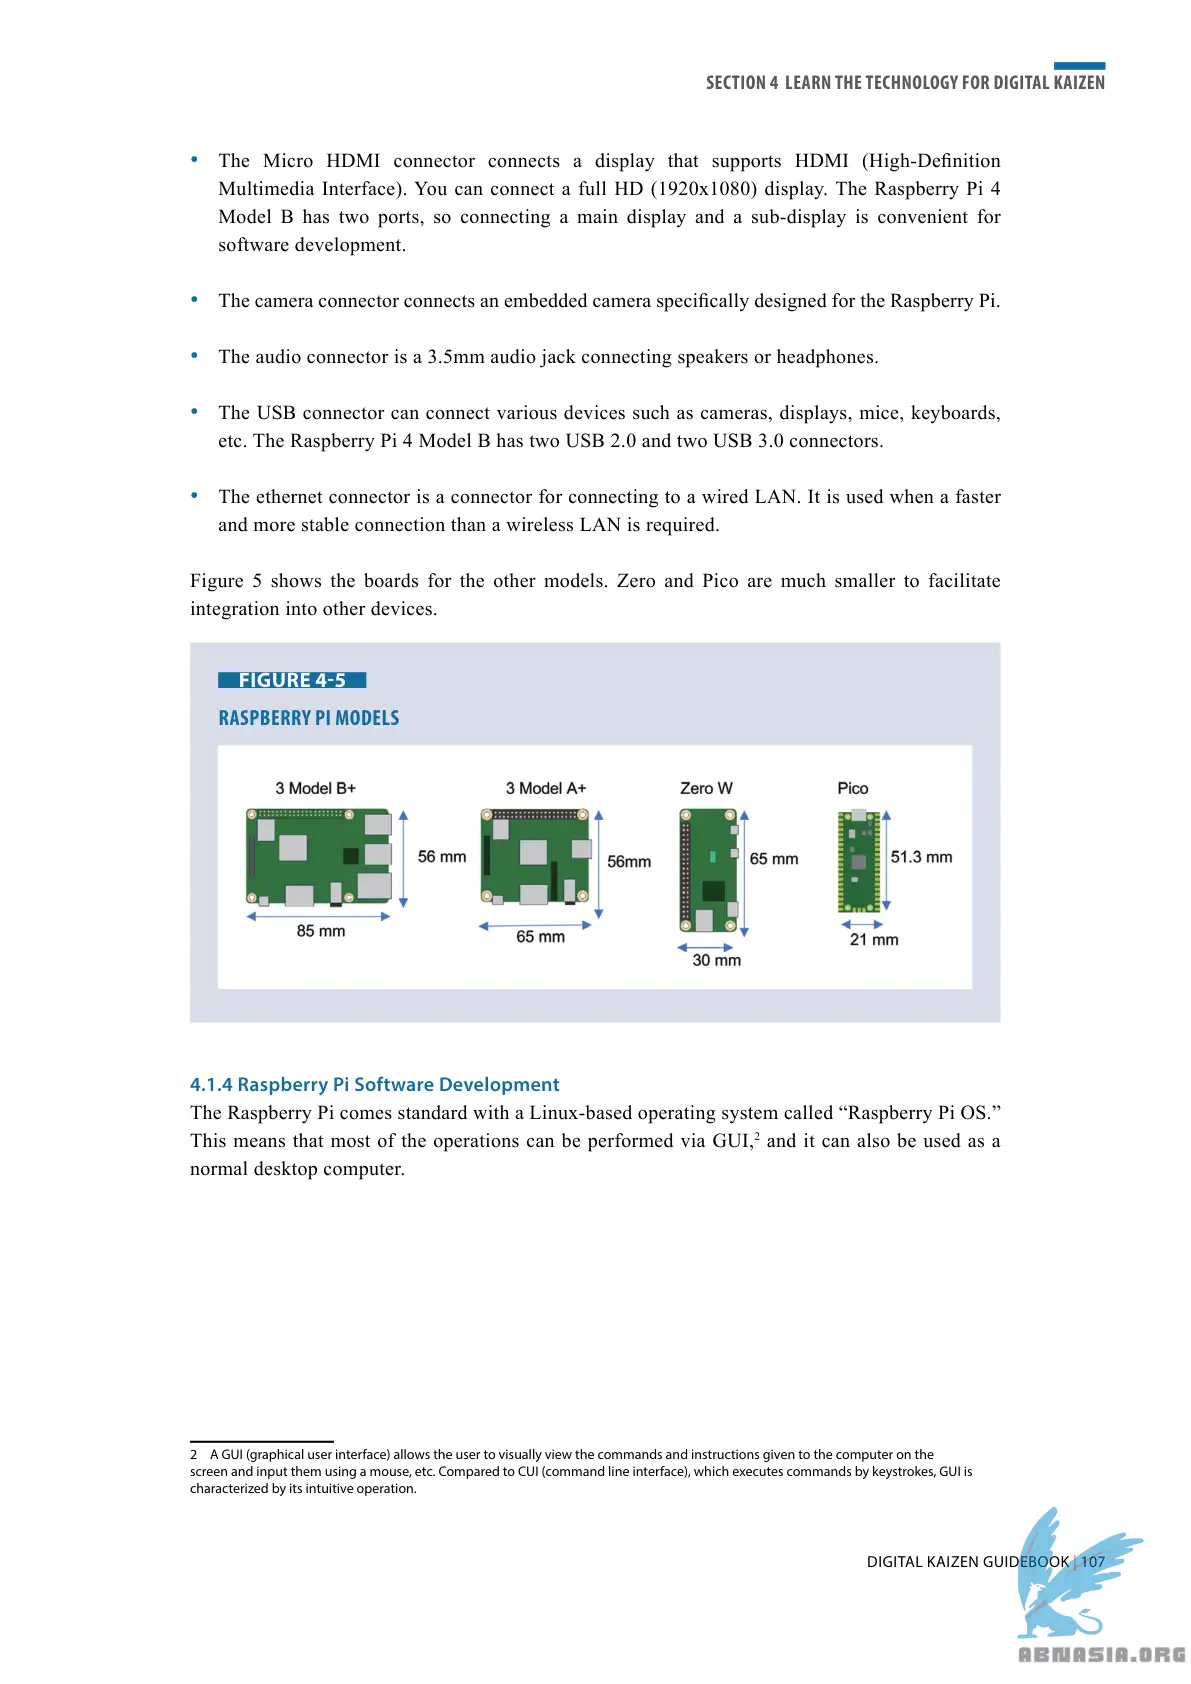 SECTION 4 LEARN THE TECHNOLOGY FOR DIGITAL KAIZEN
• The Micro HDMI connector connects a display that supports HDMI (High-Definition
Multimedia Interface). You can connect a full HD (1920x1080) display. The Raspberry Pi 4
Model B has two ports, so connecting a main display and a sub-display is convenient for
software development.
• The camera connector connects an embedded camera specifically designed for the Raspberry Pi.
• The audio connector is a 3.5mm audio jack connecting speakers or headphones.
• The USB connector can connect various devices such as cameras, displays, mice, keyboards,
etc. The Raspberry Pi 4 Model B has two USB 2.0 and two USB 3.0 connectors.
• The ethernet connector is a connector for connecting to a wired LAN. It is used when a faster
and more stable connection than a wireless LAN is required.
Figure 5 shows the boards for the other models. Zero and Pico are much smaller to facilitate
integration into other devices.
FIGURE 4-5
RASPBERRY PI MODELS
3 Model B+ 3 Model A+ Zero W Pico
56 mm 56mm 65 mm 51.3 mm
85 mm 65 mm 30 mm 21 mm
4.1.4 Raspberry Pi Software Development
The Raspberry Pi comes standard with a Linux-based operating system called “Raspberry Pi OS.”
This means that most of the operations can be performed via GUI,2 and it can also be used as a
normal desktop computer.
2 A GUI (graphical user interface) allows the user to visually view the commands and instructions given to the computer on the
screen and input them using a mouse, etc. Compared to CUI (command line interface), which executes commands by keystrokes, GUI is
characterized by its intuitive operation.
DIGITAL KAIZEN GUIDEBOOK | 107
ABNASIA.ORG